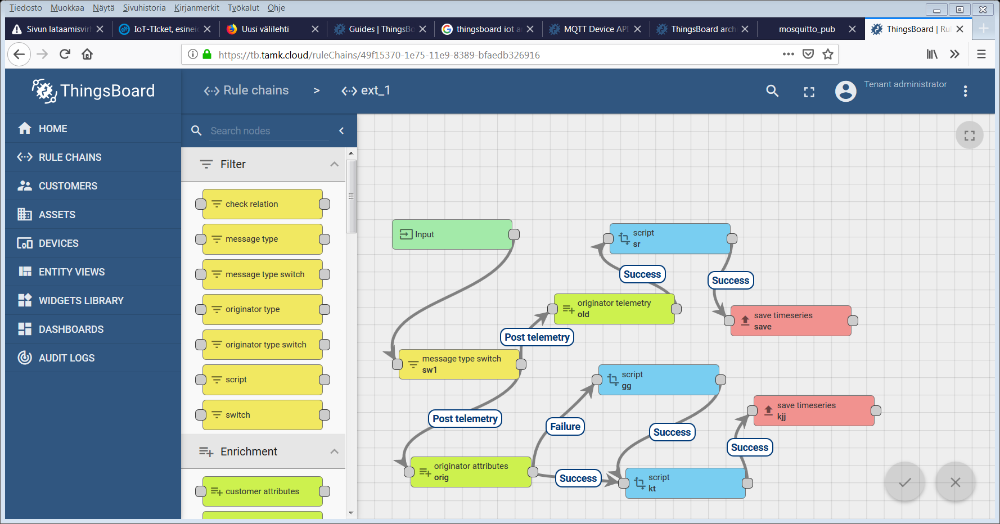 Tiedosto Muokkaa Näytä Sivuhistoria Kirjanmerkit Työkalut Ohje
Sivun lataamisvirh
IoT-TIcket, esineid
Uusi välilehti
Guides | ThingsBo
thingsboard iot a
MQTT Device API
ThingsBoard arch
mosquitto_pub
ThingsBoard | Ru
https://tb.tamk.cloud/ruleChains/49f15370-1e75-11e9-8389-bfaedb326916
ThingsBoard
Rule chains > ext_1
Tenant administrator
HOME
RULE CHAINS
CUSTOMERS
ASSETS
DEVICES
ENTITY VIEWS
WIDGETS LIBRARY
DASHBOARDS
AUDIT LOGS
Search nodes
Filter
check relation
message type
message type switch
originator type
originator type switch
script
switch
Enrichment
customer attributes
Input
script
sr
Success
Success
originator telemetry
old
save timeseries
save
Post telemetry
message type switch
sw1
script
gg
save timeseries
kjj
Post telemetry
Failure
Success
Success
originator attributes
orig
Success
script
kt